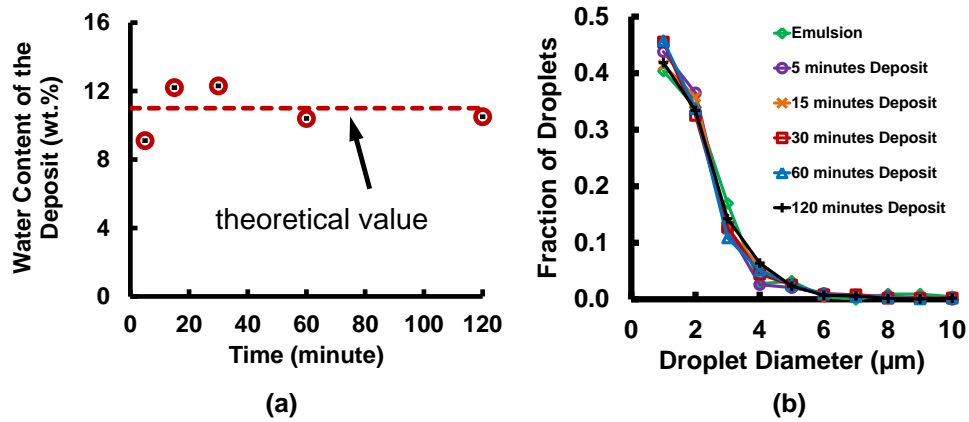 16
12
8
4
0
Water Content of the
Deposit (wt.%)
theoretical value
0 20 40 60 80 100 120
Time (minute)
(a)
0.5
0.4
0.3
0.2
0.1
0.0
Fraction of Droplets
Emulsion
5 minutes Deposit
15 minutes Deposit
30 minutes Deposit
60 minutes Deposit
120 minutes Deposit
0 2 4 6 8 10
Droplet Diameter (µm)
(b)